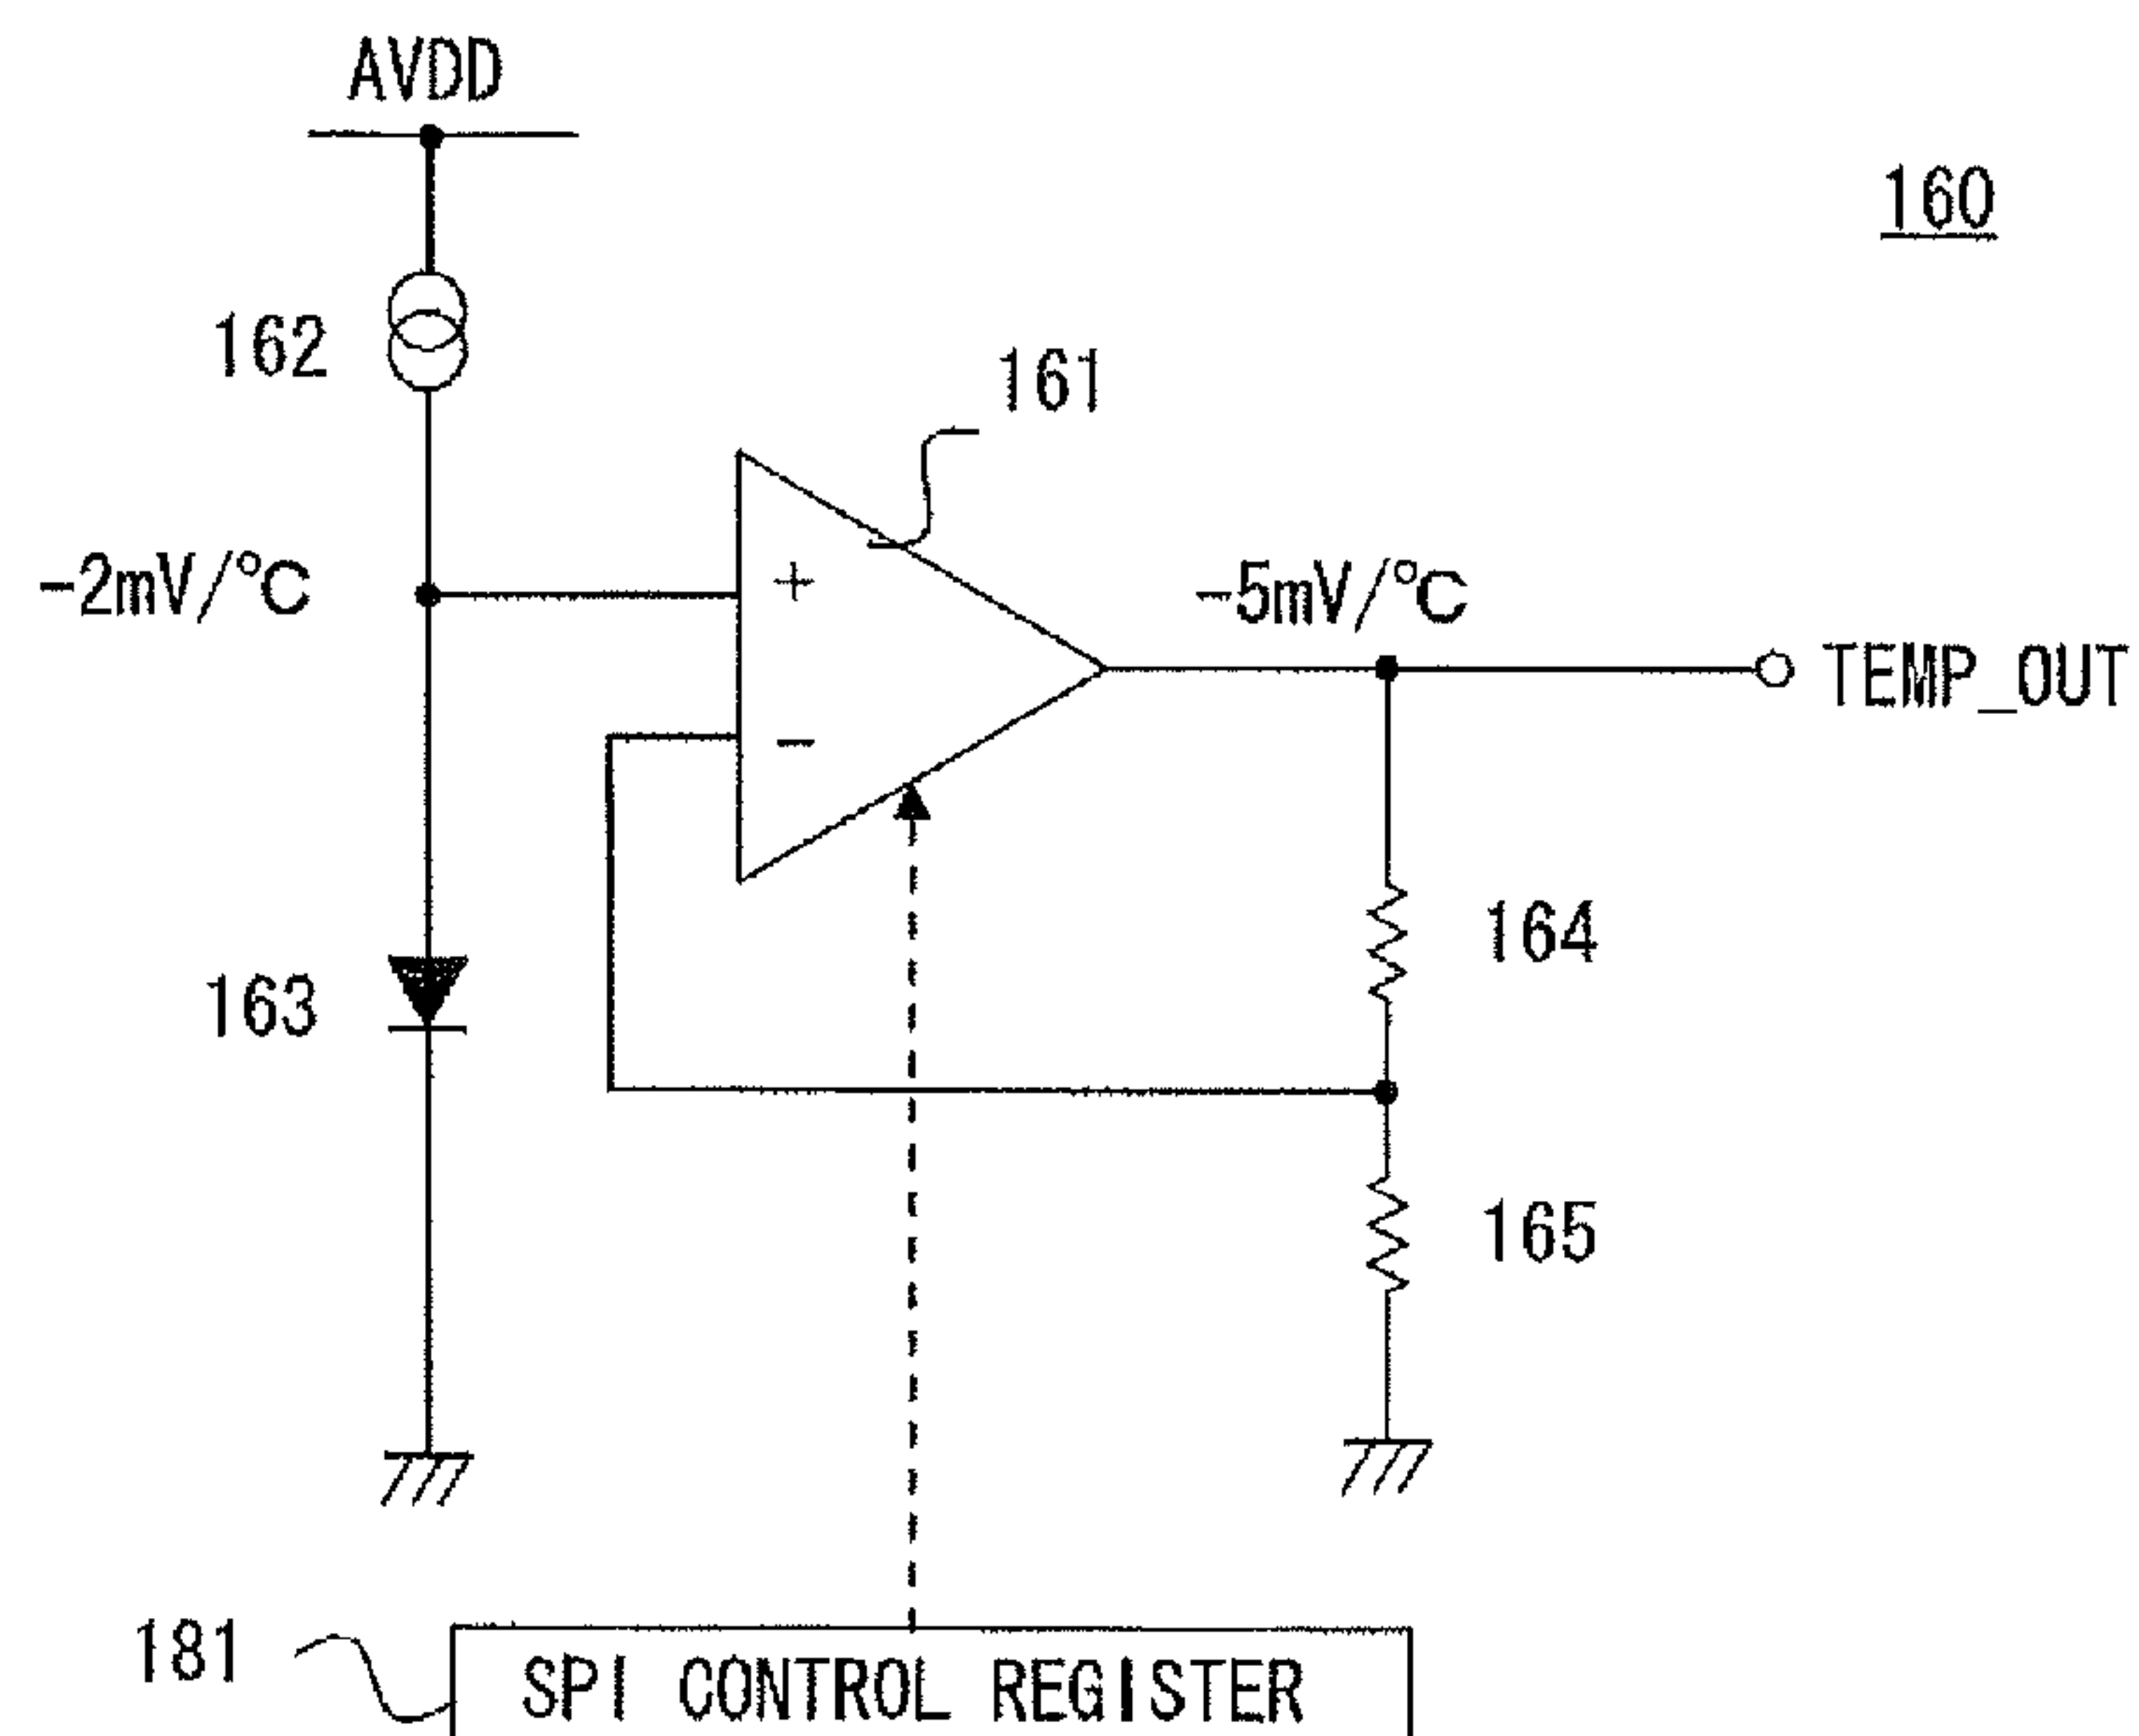 AVDD
160
162
161
-2mV/°C
+
-5mV/°C
TEMP_OUT
-
164
163
165
181
SPI CONTROL REGISTER